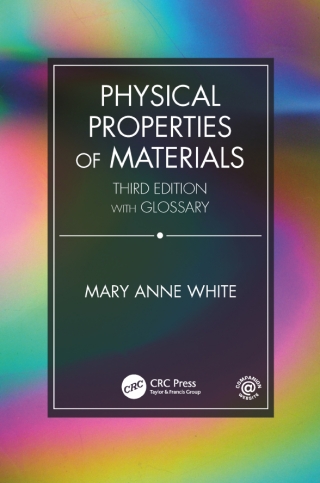 PHYSICAL
PROPERTIES
OF MATERIALS
THIRD EDITION
WITH GLOSSARY
MARY ANNE WHITE
CRC
CRC Press
Taylor & Francis Group
COMPANION
@
WEBSITE